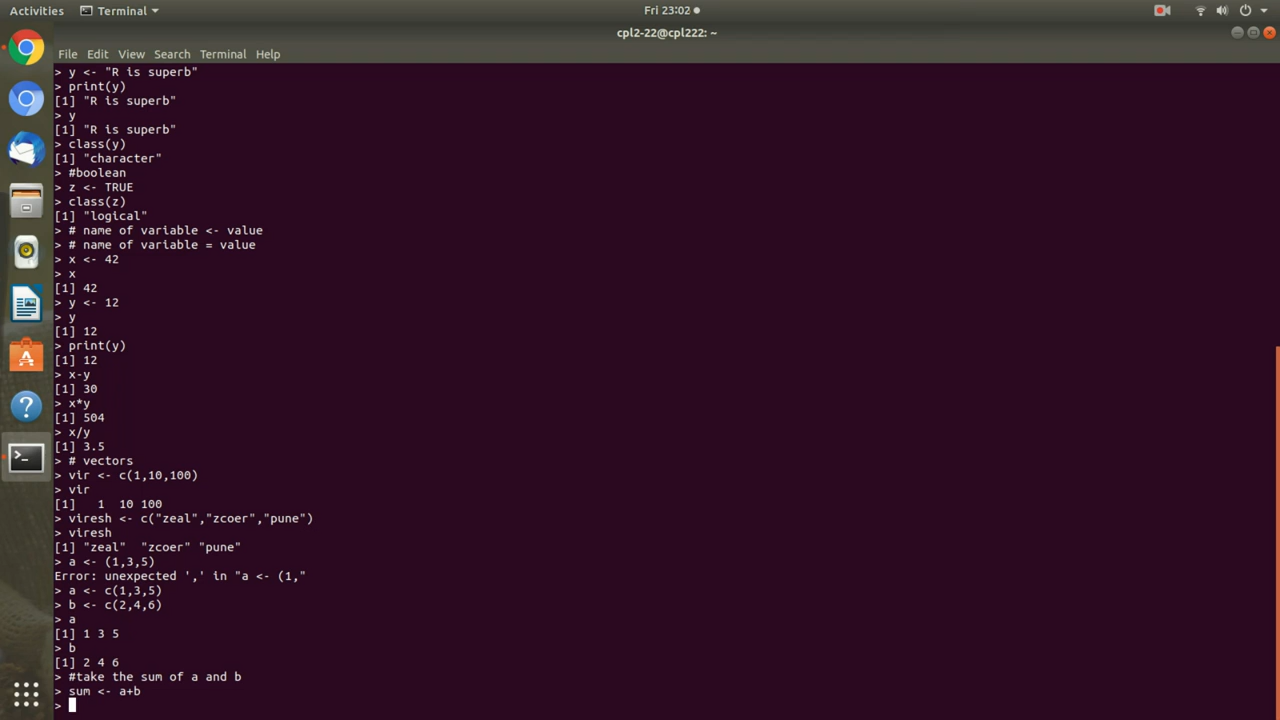 Activities Terminal Fri 23:02
cpl2-22@cpl222: ~
File Edit View Search Terminal Help
> y <- "R is superb"
> print(y)
[1] "R is superb"
> y
[1] "R is superb"
> class(y)
[1] "character"
> #boolean
> z <- TRUE
> class(z)
[1] "logical"
> # name of variable <- value
> # name of variable = value
> x <- 42
> x
[1] 42
> y <- 12
> y
[1] 12
> print(y)
[1] 12
> x-y
[1] 30
> x*y
[1] 504
> x/y
[1] 3.5
> # vectors
> vir <- c(1,10,100)
> vir
[1]   1  10 100
> viresh <- c("zeal","zcoer","pune")
> viresh
[1] "zeal"  "zcoer" "pune"
> a <- (1,3,5)
Error: unexpected ',' in "a <- (1,"
> a <- c(1,3,5)
> b <- c(2,4,6)
> a
[1] 1 3 5
> b
[1] 2 4 6
> #take the sum of a and b
> sum <- a+b
>